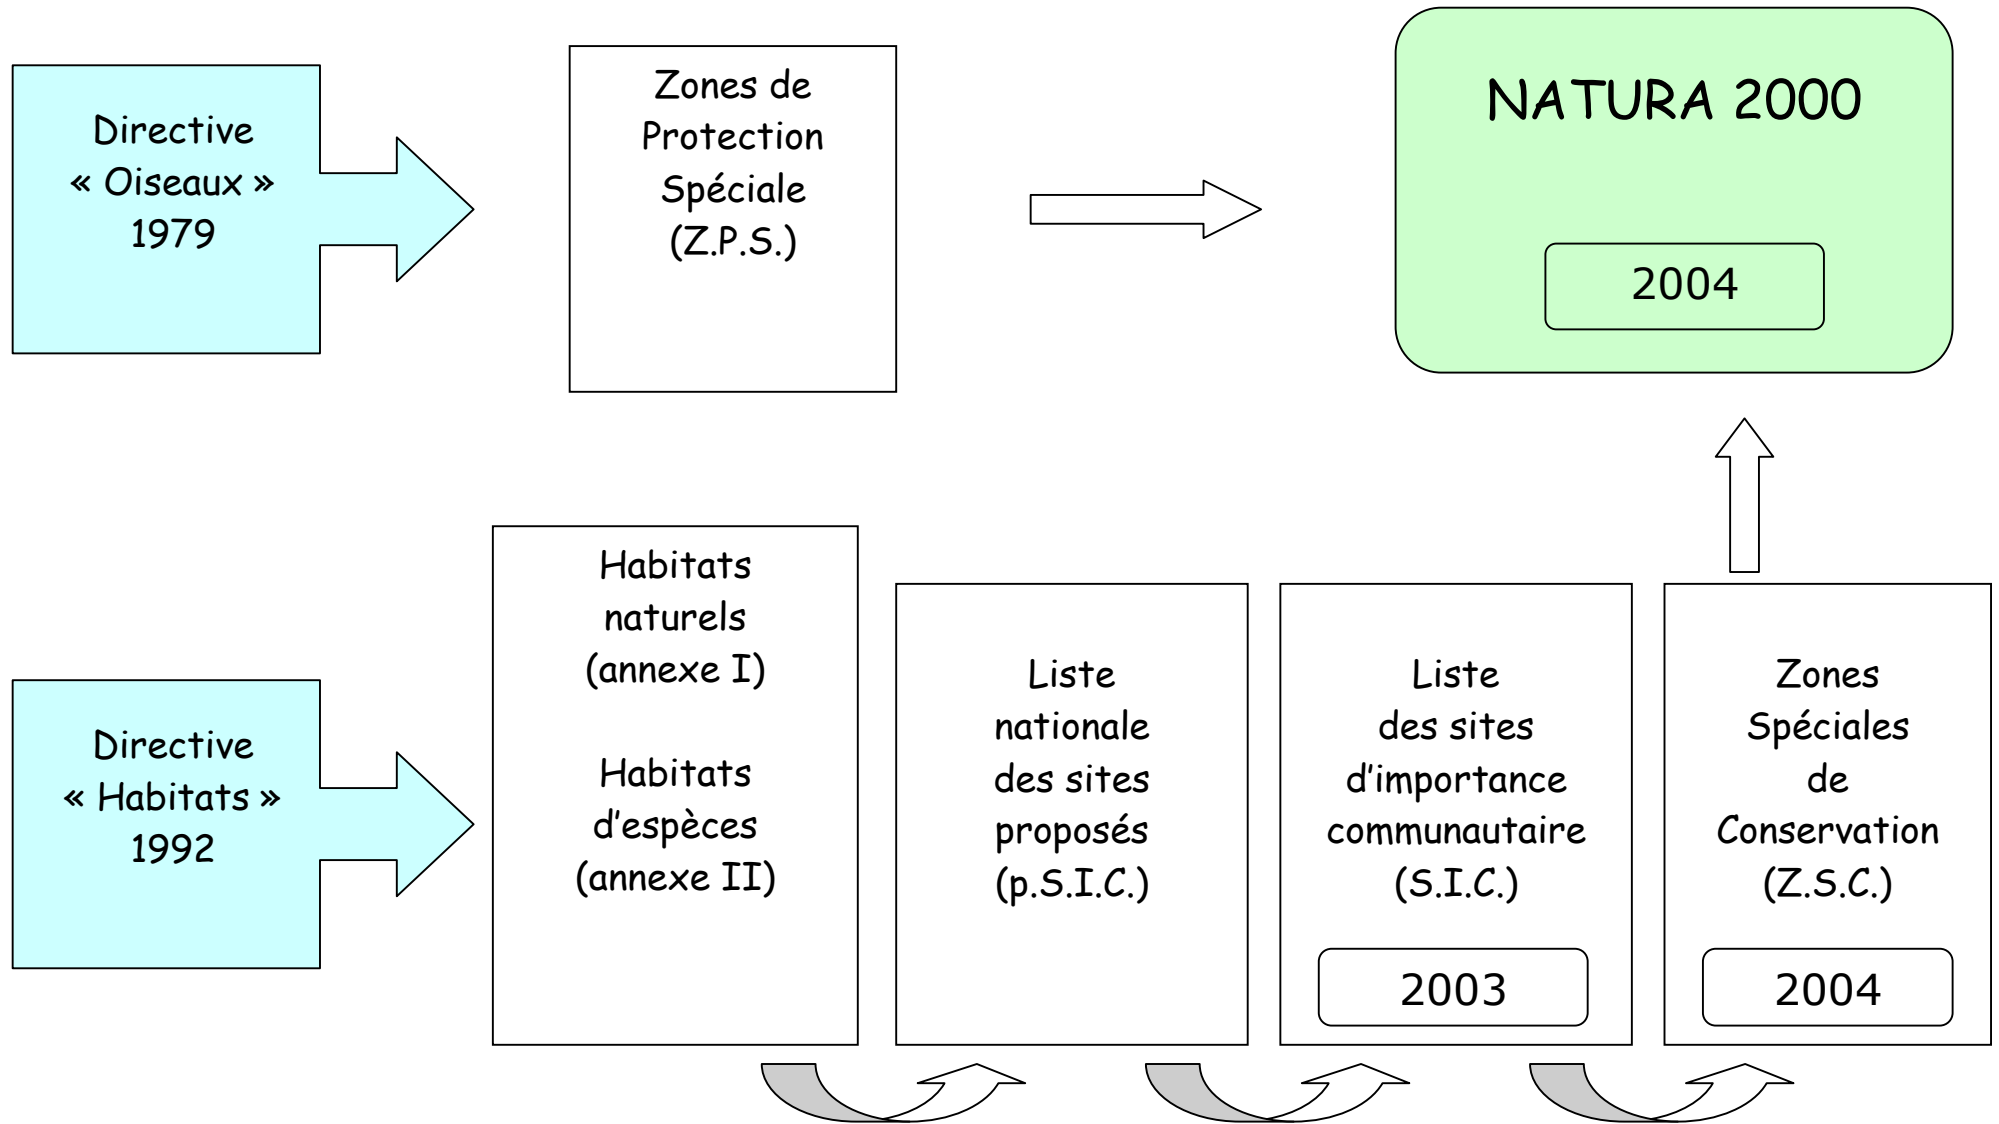 Directive
« Oiseaux »
1979
Zones de
Protection
Spéciale
(Z.P.S.)
NATURA 2000
2004
Directive
« Habitats »
1992
Habitats
naturels
(annexe I)
Habitats
d’espèces
(annexe II)
Liste
nationale
des sites
proposés
(p.S.I.C.)
Liste
des sites
d’importance
communautaire
(S.I.C.)
2003
Zones
Spéciales
de
Conservation
(Z.S.C.)
2004